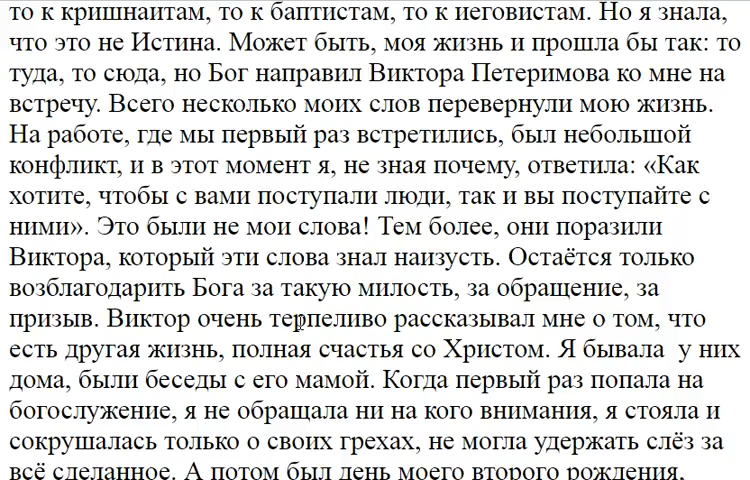 то к кришнаитам, то к баптистам, то к иеговистам. Но я знала,
что это не Истина. Может быть, моя жизнь и прошла бы так: то
туда, то сюда, но Бог направил Виктора Петеримова ко мне на
встречу. Всего несколько моих слов перевернули мою жизнь.
На работе, где мы первый раз встретились, был небольшой
конфликт, и в этот момент я, не зная почему, ответила: «Как
хотите, чтобы с вами поступали люди, так и вы поступайте с
ними». Это были не мои слова! Тем более, они поразили
Виктора, который эти слова знал наизусть. Остаётся только
возблагодарить Бога за такую милость, за обращение, за
призыв. Виктор очень терпеливо рассказывал мне о том, что
есть другая жизнь, полная счастья со Христом. Я бывала  у них
дома, были беседы с его мамой. Когда первый раз попала на
богослужение, я не обращала ни на кого внимания, я стояла и
сокрушалась только о своих грехах, не могла удержать слёз за
всё сделанное. А потом был день моего второго рождения,